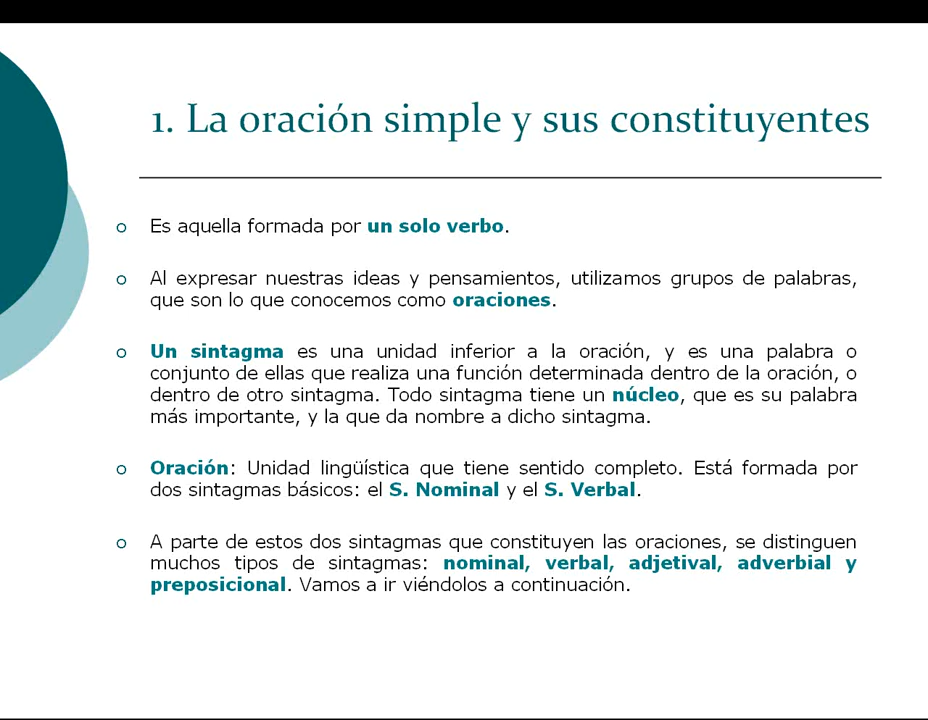 1. La oración simple y sus constituyentes
Es aquella formada por un solo verbo.
Al expresar nuestras ideas y pensamientos, utilizamos grupos de palabras,
que son lo que conocemos como oraciones.
Un sintagma es una unidad inferior a la oración, y es una palabra o
conjunto de ellas que realiza una función determinada dentro de la oración, o
dentro de otro sintagma. Todo sintagma tiene un núcleo, que es su palabra
más importante, y la que da nombre a dicho sintagma.
Oración: Unidad lingüística que tiene sentido completo. Está formada por
dos sintagmas básicos: el S. Nominal y el S. Verbal.
A parte de estos dos sintagmas que constituyen las oraciones, se distinguen
muchos tipos de sintagmas: nominal, verbal, adjetival, adverbial y
preposicional. Vamos a ir viéndolos a continuación.